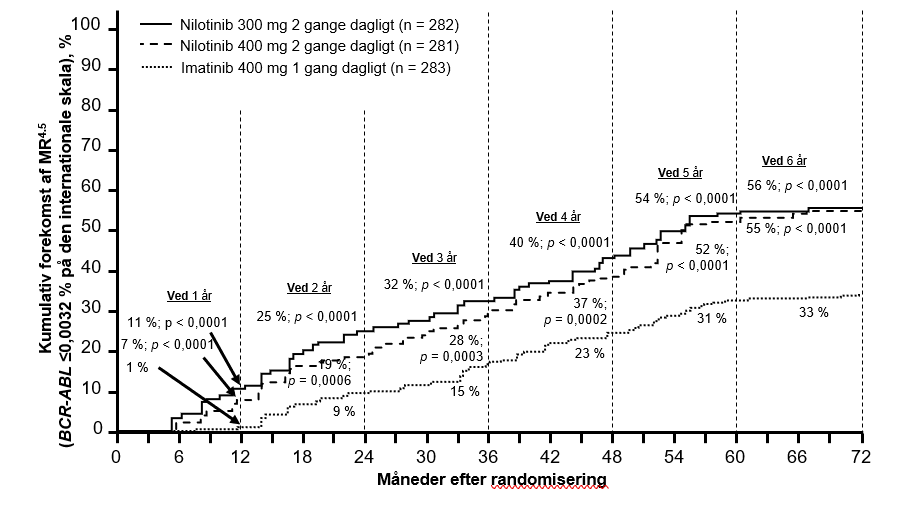 Kumulativ forekomst af MR4.5
(BCR-ABL ≤0,0032 % på den internationale skala), %
100
90
80
70
60
50
40
30
20
10
0
Nilotinib 300 mg 2 gange dagligt (n = 282)
Nilotinib 400 mg 2 gange dagligt (n = 281)
Imatinib 400 mg 1 gang dagligt (n = 283)
Ved 1 år
11 %; p < 0,0001
7 %; p < 0,0001
1 %
Ved 2 år
25 %; p < 0,0001
19 %;
p = 0,0006
9 %
Ved 3 år
32 %; p < 0,0001
28 %;
p = 0,0003
15 %
Ved 4 år
40 %; p < 0,0001
37 %;
p = 0,0002
23 %
Ved 5 år
54 %; p < 0,0001
52 %;
p < 0,0001
31 %
Ved 6 år
56 %; p < 0,0001
55 %; p < 0,0001
33 %
0 6 12 18 24 30 36 42 48 54 60 66 72
Måneder efter randomisering